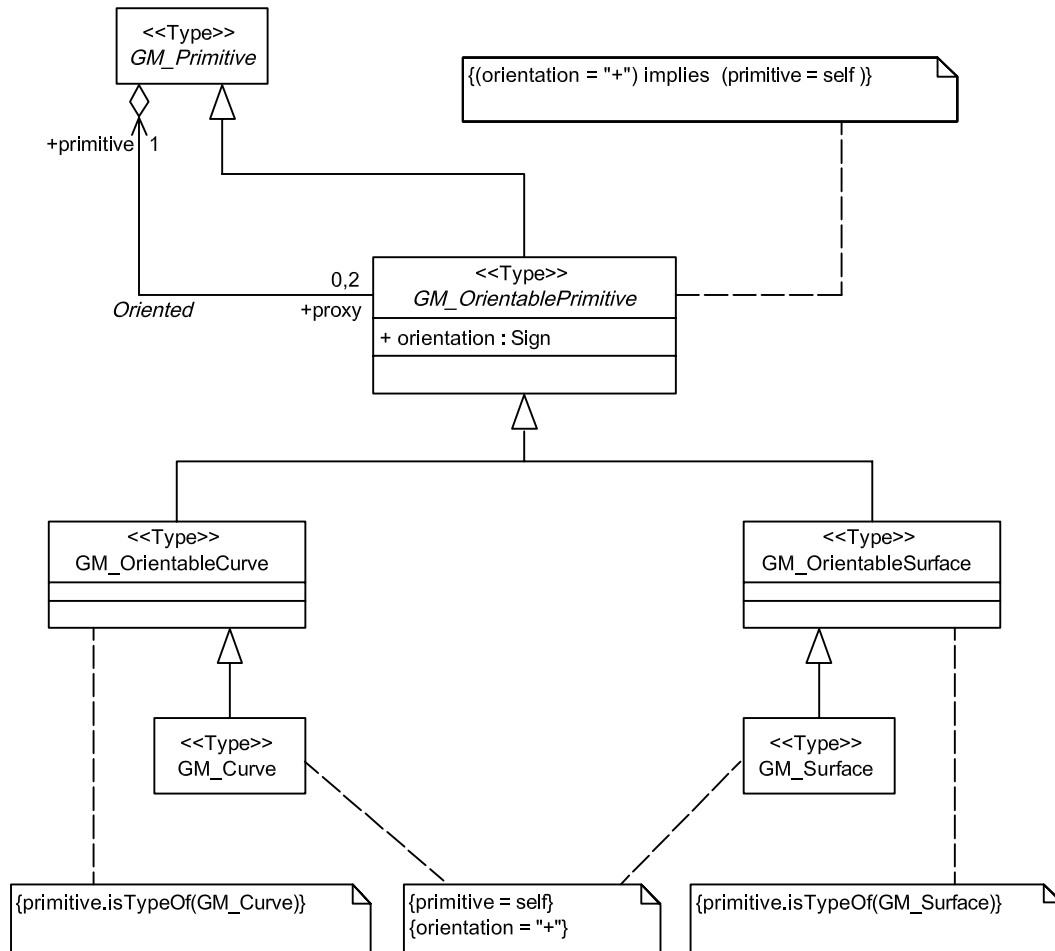 <<Type>>
GM_Primitive
{(orientation = "+") implies  (primitive = self )}
+primitive
1
<<Type>>
GM_OrientablePrimitive
0,2
Oriented
+proxy
+ orientation : Sign
<<Type>>
GM_OrientableCurve
<<Type>>
GM_OrientableSurface
<<Type>>
GM_Curve
<<Type>>
GM_Surface
{primitive.isTypeOf(GM_Curve)}
{primitive = self}
{orientation = "+"}
{primitive.isTypeOf(GM_Surface)}